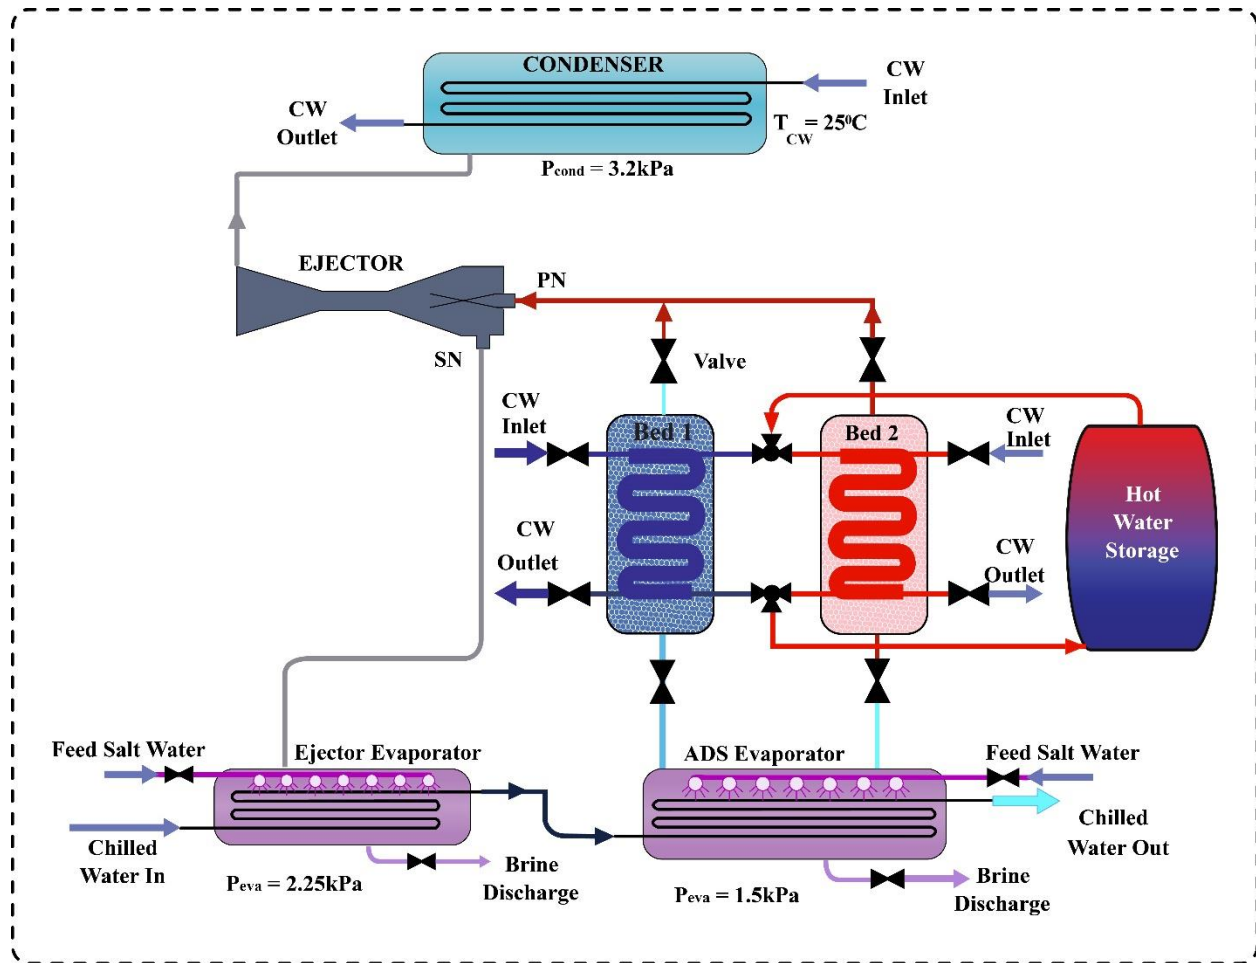 CONDENSER
CW
Inlet
CW
Outlet
T_CW = 25⁰C
Pcond = 3.2kPa
EJECTOR
PN
SN
Valve
CW
Inlet
Bed 1
Bed 2
CW
Inlet
Hot
Water
Storage
CW
Outlet
CW
Outlet
Feed Salt Water
Ejector Evaporator
ADS Evaporator
Feed Salt Water
Chilled
Water In
Chilled
Water Out
Peva = 2.25kPa
Brine
Discharge
Peva = 1.5kPa
Brine
Discharge